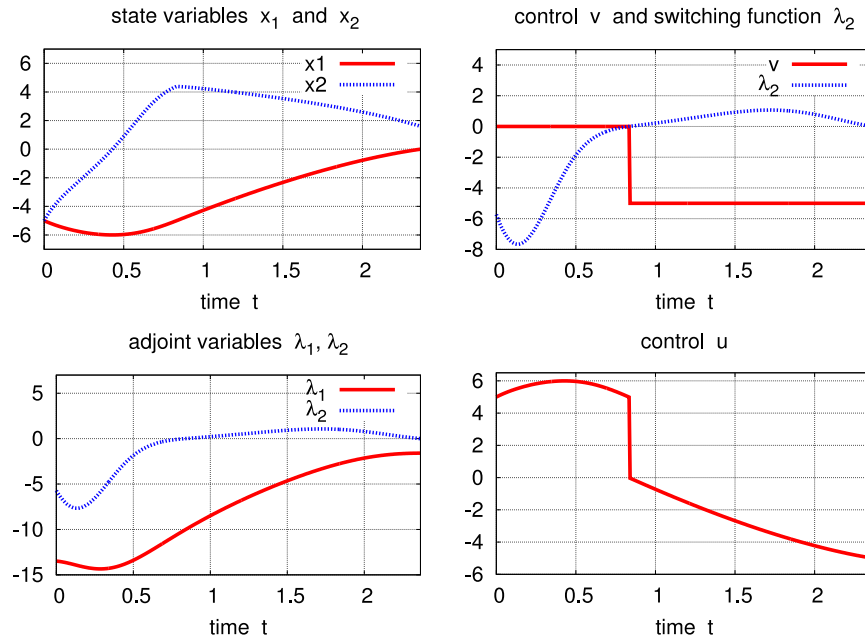 state variables x₁ and x₂
6
4
2
0
-2
-4
-6
x1
x2
0 0.5 1 1.5 2
time t
control v and switching function λ₂
4
2
0
-2
-4
-6
-8
v
λ₂
0 0.5 1 1.5 2
time t
adjoint variables λ₁, λ₂
5
0
-5
-10
-15
λ₁
λ₂
0 0.5 1 1.5 2
time t
control u
6
4
2
0
-2
-4
-6
0 0.5 1 1.5 2
time t